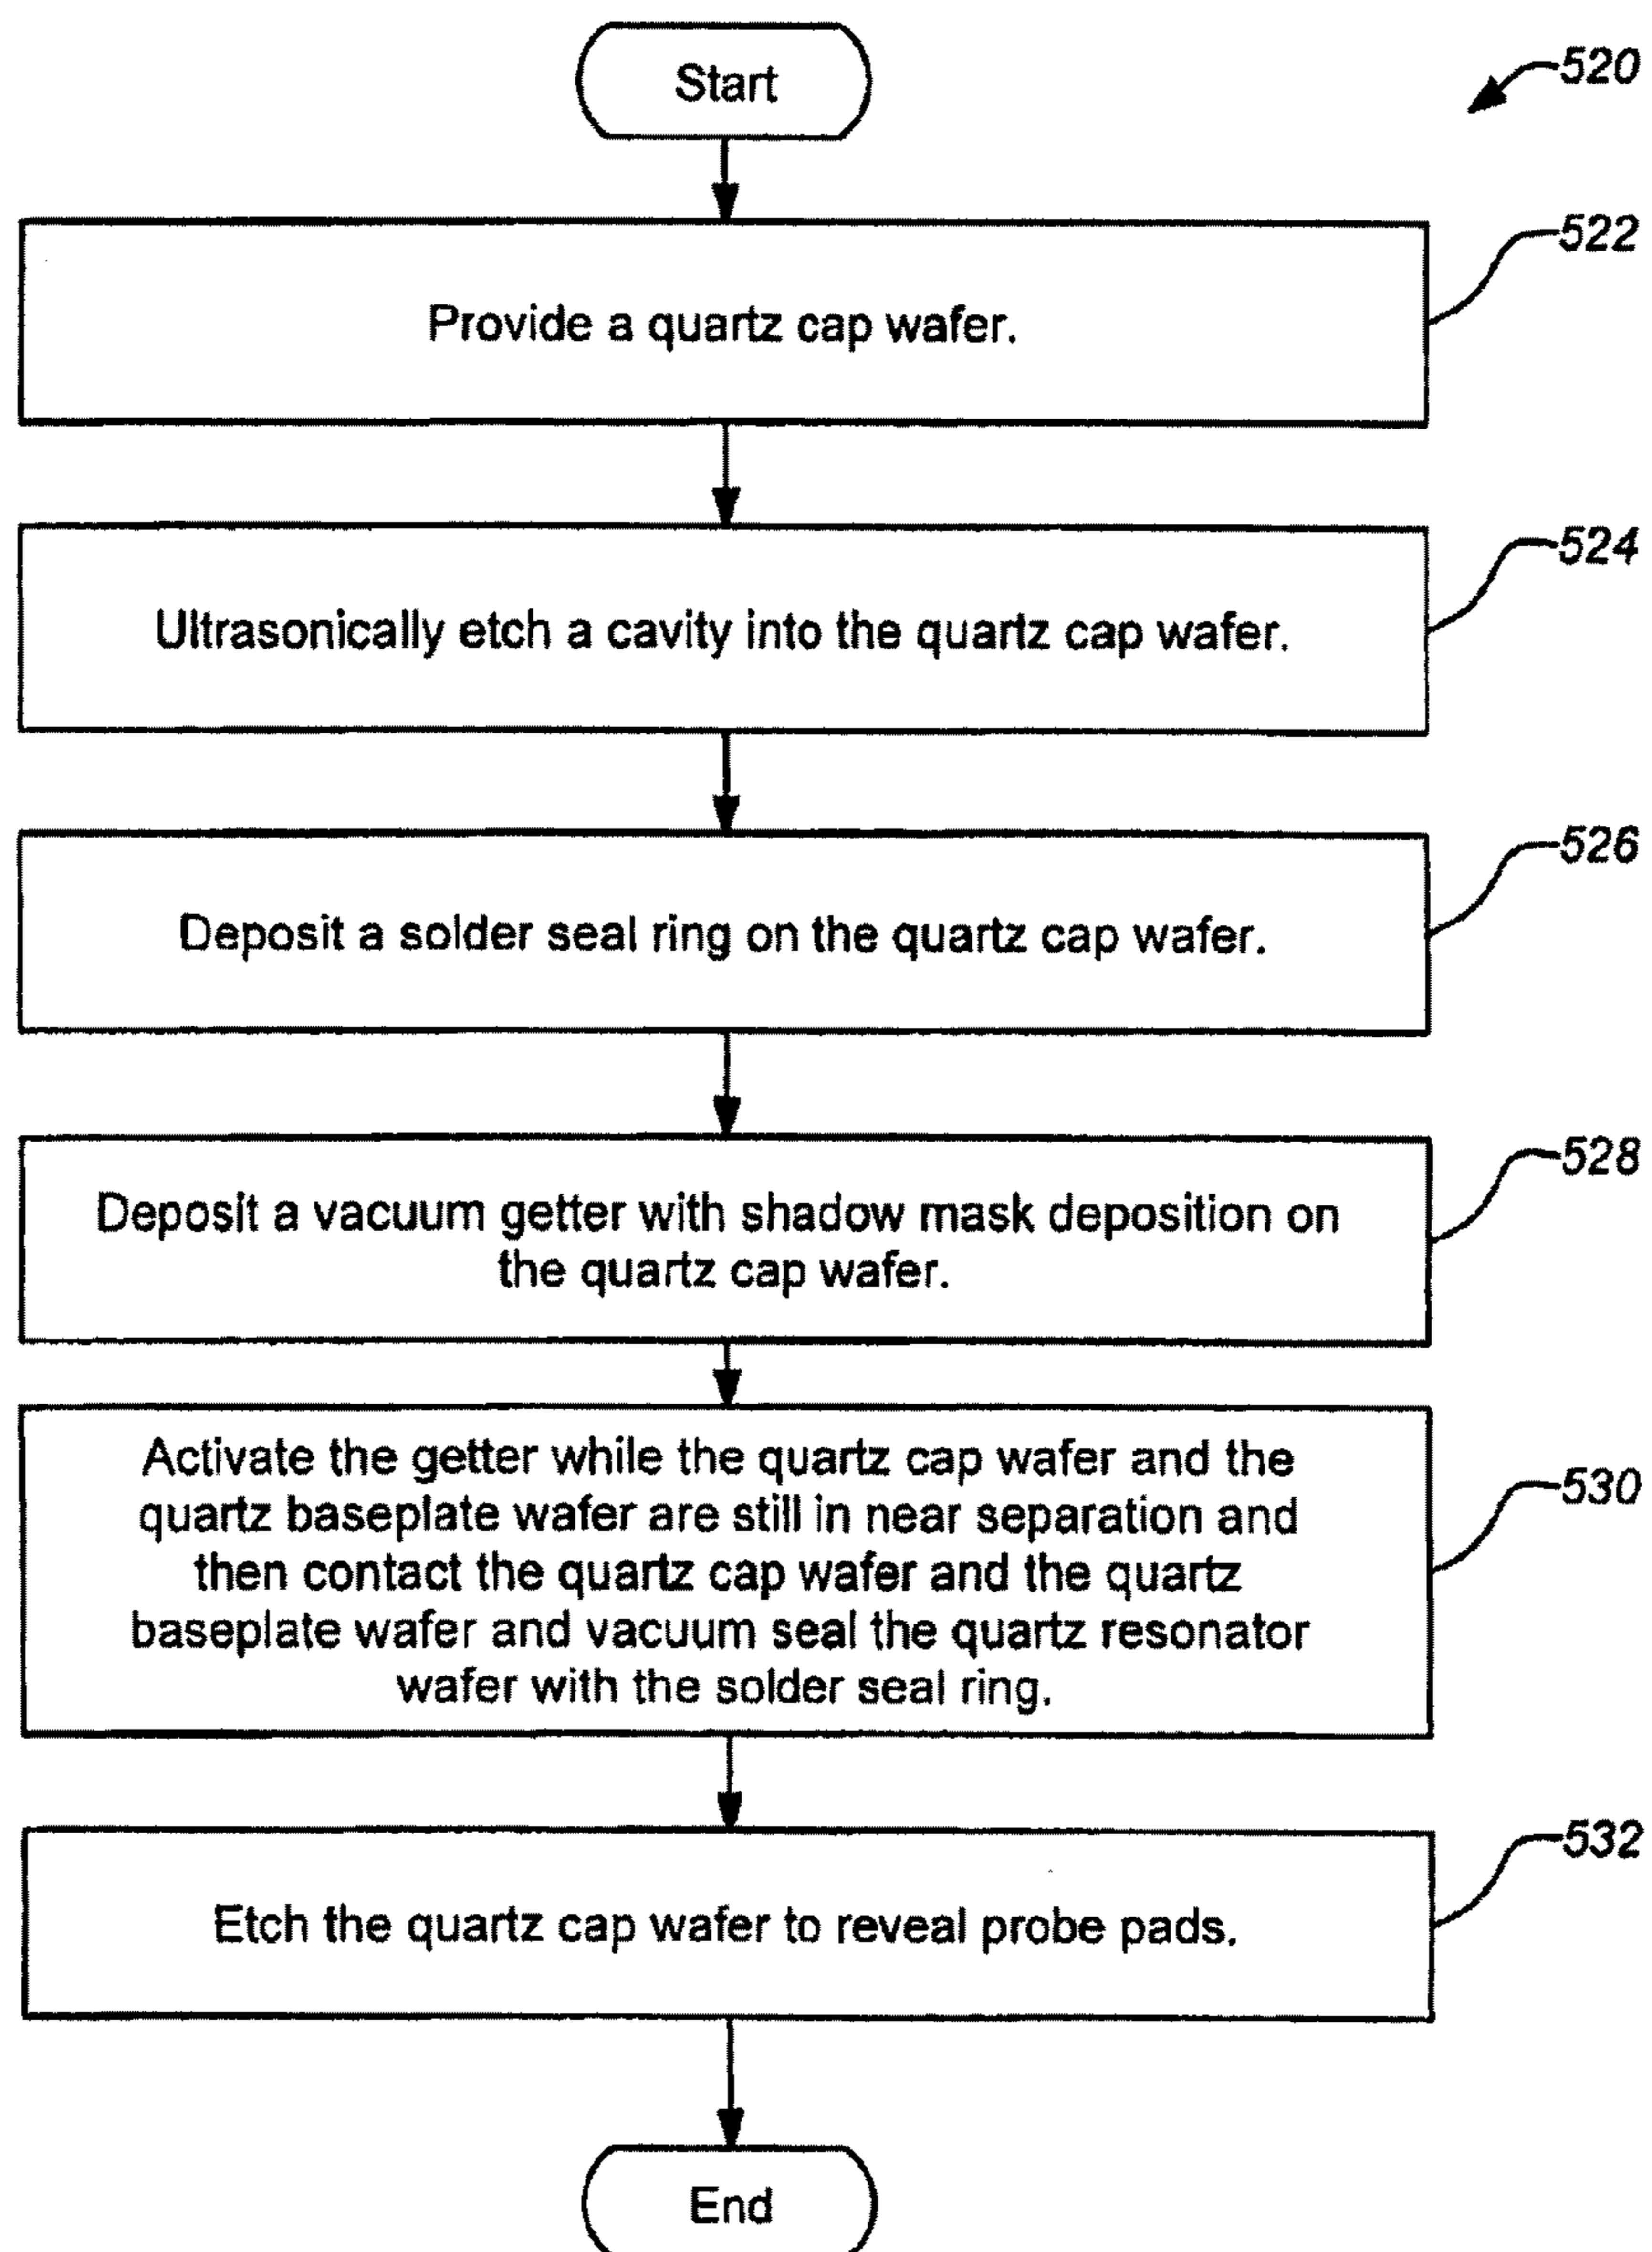 Start
520
522
Provide a quartz cap wafer.
524
Ultrasonically etch a cavity into the quartz cap wafer.
526
Deposit a solder seal ring on the quartz cap wafer.
528
Deposit a vacuum getter with shadow mask deposition on
the quartz cap wafer.
530
Activate the getter while the quartz cap wafer and the
quartz baseplate wafer are still in near separation and
then contact the quartz cap wafer and the quartz
baseplate wafer and vacuum seal the quartz resonator
wafer with the solder seal ring.
532
Etch the quartz cap wafer to reveal probe pads.
End